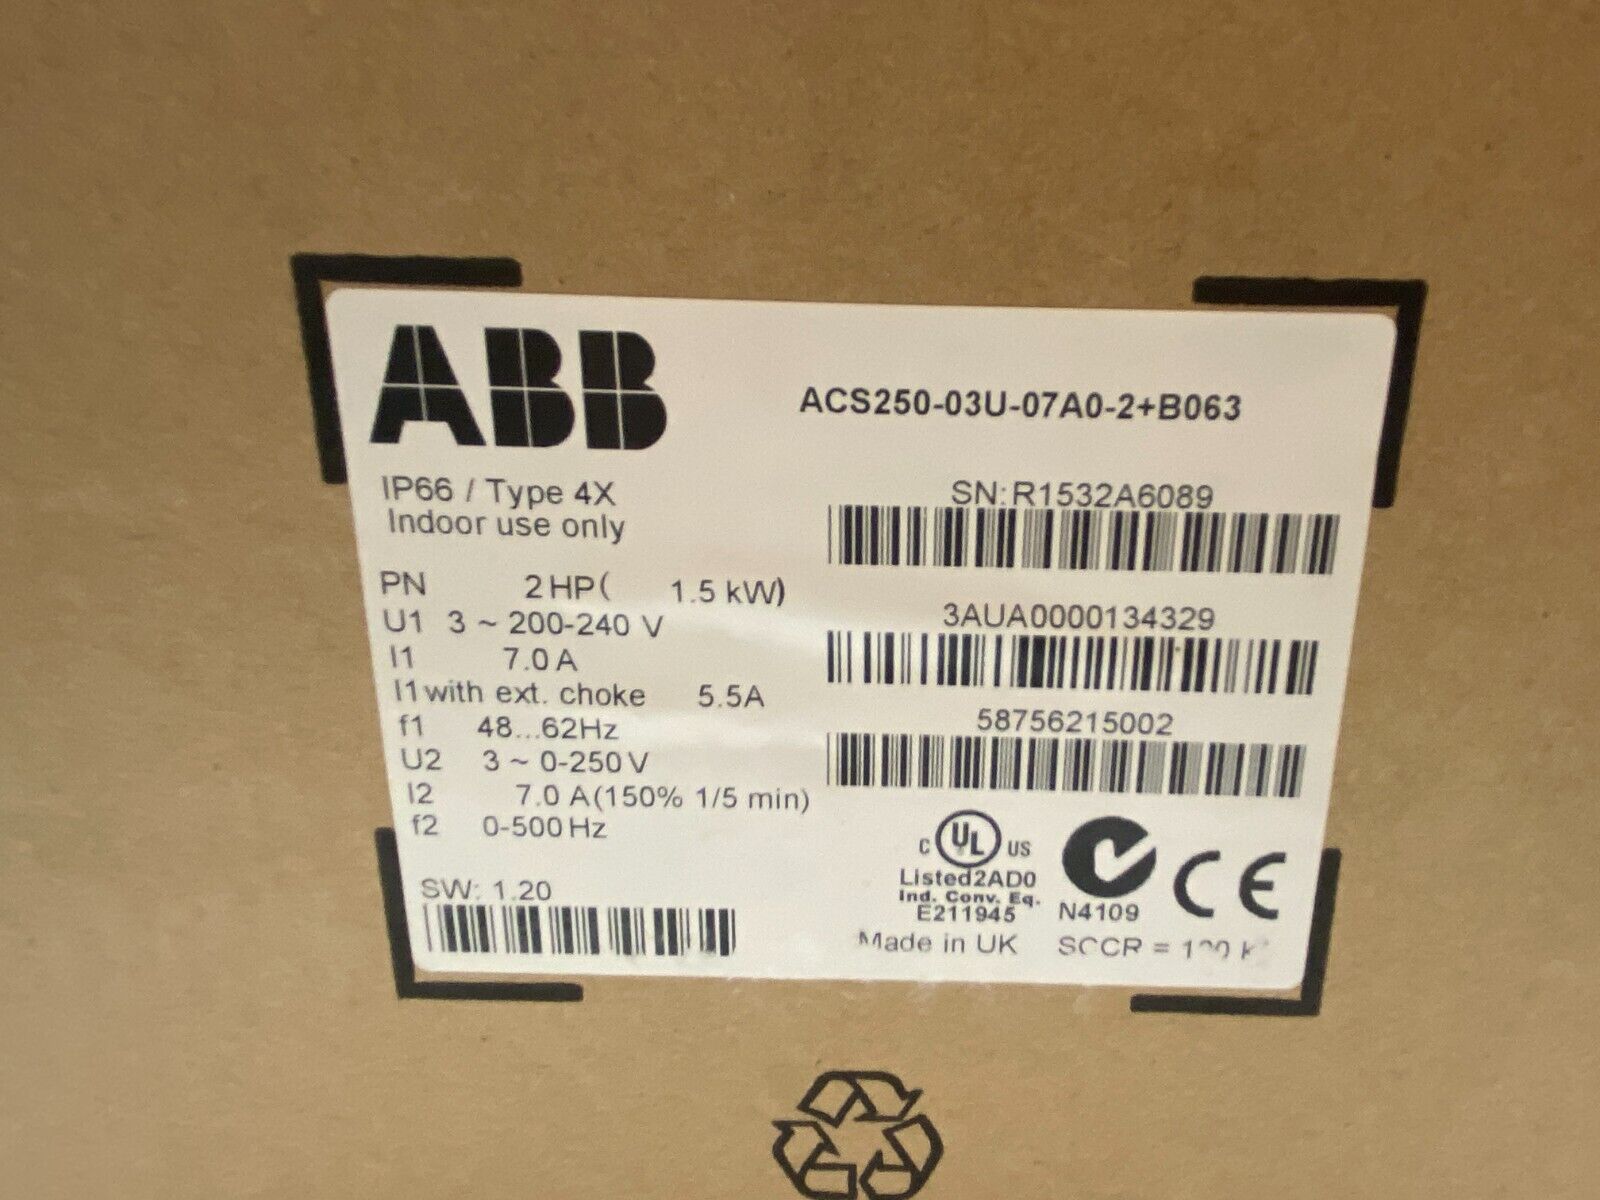 ABB
ACS250-03U-07A0-2+B063
IP66 / Type 4X
Indoor use only
PN 2 HP( 1.5 kW)
U1 3 ~ 200-240 V
I1 7.0 A
I1 with ext. choke 5.5A
f1 48...62Hz
U2 3 ~ 0-250 V
I2 7.0 A(150% 1/5 min)
f2 0-500 Hz
SW: 1.20
SN:R1532A6089
3AUA0000134329
58756215002
C UL US
Listed2AD0
Ind. Conv. Eq.
E211945
N4109
CE
Made in UK
SCCR =